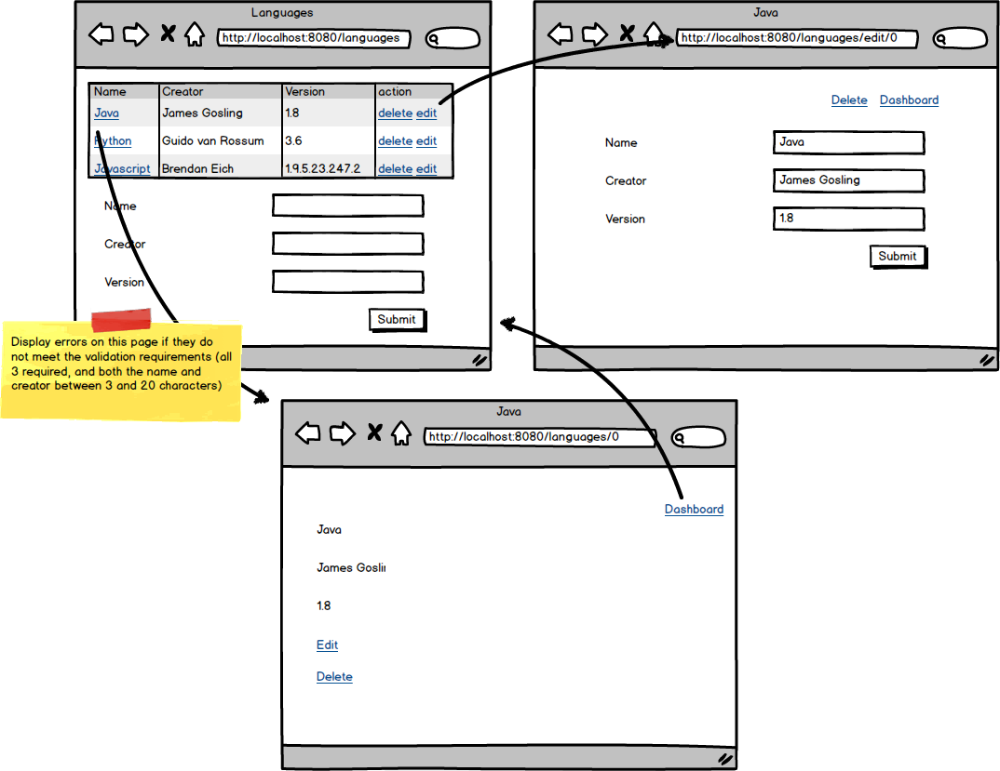 Languages
http://localhost:8080/languages
Name Creator Version action
Java James Gosling 1.8 delete edit
Python Guido van Rossum 3.6 delete edit
Javascript Brendan Eich 1.9.5.23.247.2 delete edit
Name
Creator
Version
Submit
Display errors on this page if they do
not meet the validation requirements (all
3 required, and both the name and
creator between 3 and 20 characters)
Java
http://localhost:8080/languages/edit/0
Delete Dashboard
Name Java
Creator James Gosling
Version 1.8
Submit
Java
http://localhost:8080/languages/0
Dashboard
Java
James Goslin
1.8
Edit
Delete